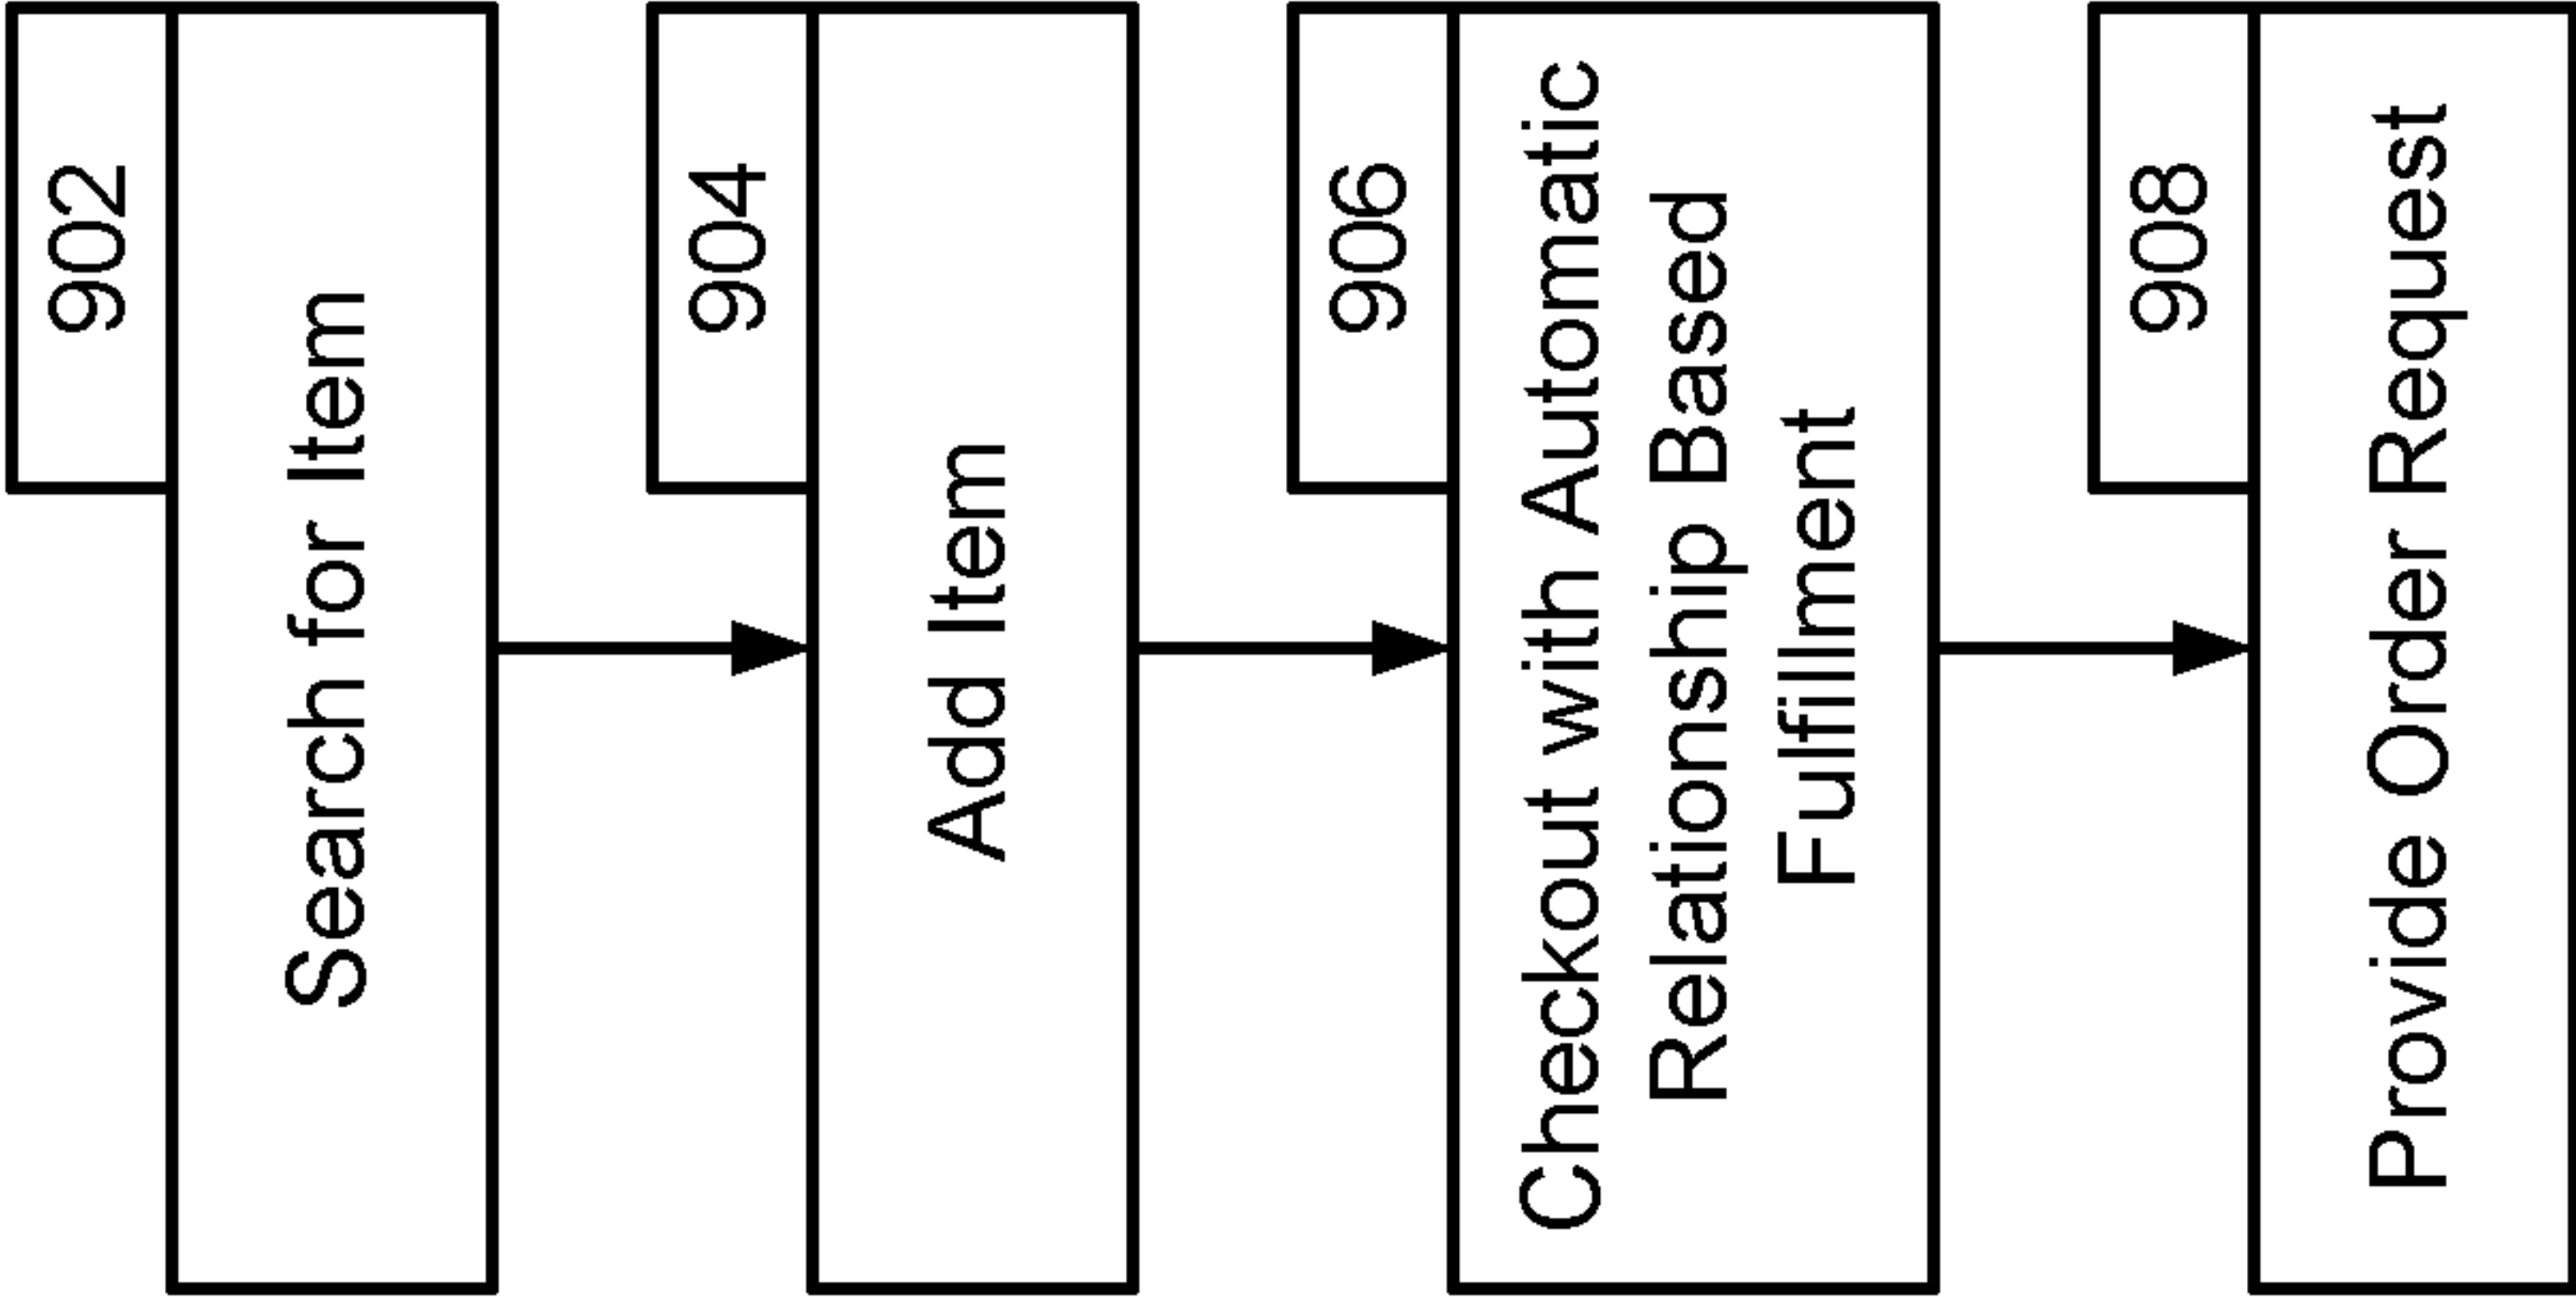 902
Search for Item
904
Add Item
906
Checkout with Automatic
Relationship Based
Fulfillment
908
Provide Order Request